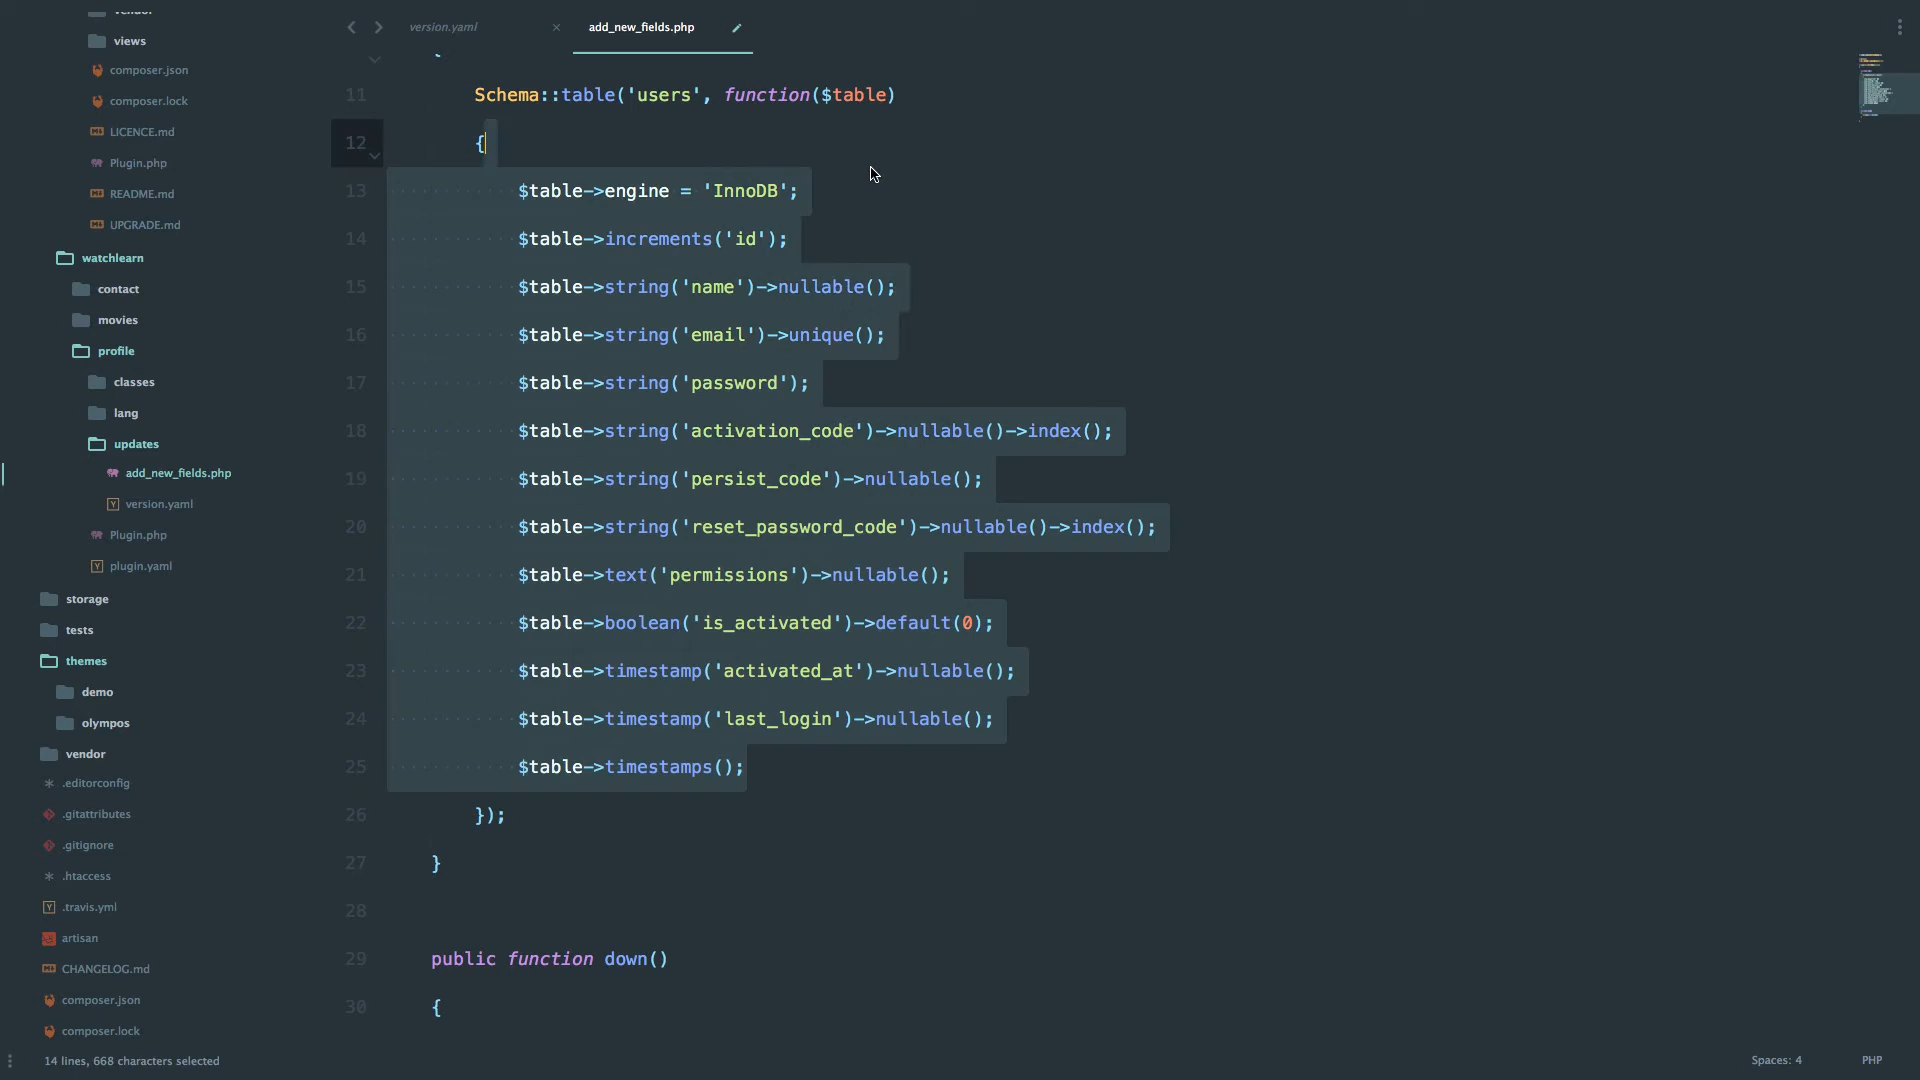 vendor
views
composer.json
composer.lock
LICENCE.md
Plugin.php
README.md
UPGRADE.md
watchlearn
contact
movies
profile
classes
lang
updates
add_new_fields.php
version.yaml
Plugin.php
plugin.yaml
storage
tests
themes
demo
olympos
vendor
.editorconfig
.gitattributes
.gitignore
.htaccess
.travis.yml
artisan
CHANGELOG.md
composer.json
composer.lock
version.yaml
add_new_fields.php
{
11 Schema::table('users', function($table)
12 {
13 $table->engine = 'InnoDB';
14 $table->increments('id');
15 $table->string('name')->nullable();
16 $table->string('email')->unique();
17 $table->string('password');
18 $table->string('activation_code')->nullable()->index();
19 $table->string('persist_code')->nullable();
20 $table->string('reset_password_code')->nullable()->index();
21 $table->text('permissions')->nullable();
22 $table->boolean('is_activated')->default(0);
23 $table->timestamp('activated_at')->nullable();
24 $table->timestamp('last_login')->nullable();
25 $table->timestamps();
26 });
27 }
28
29 public function down()
30 {
14 lines, 668 characters selected
Spaces: 4
PHP